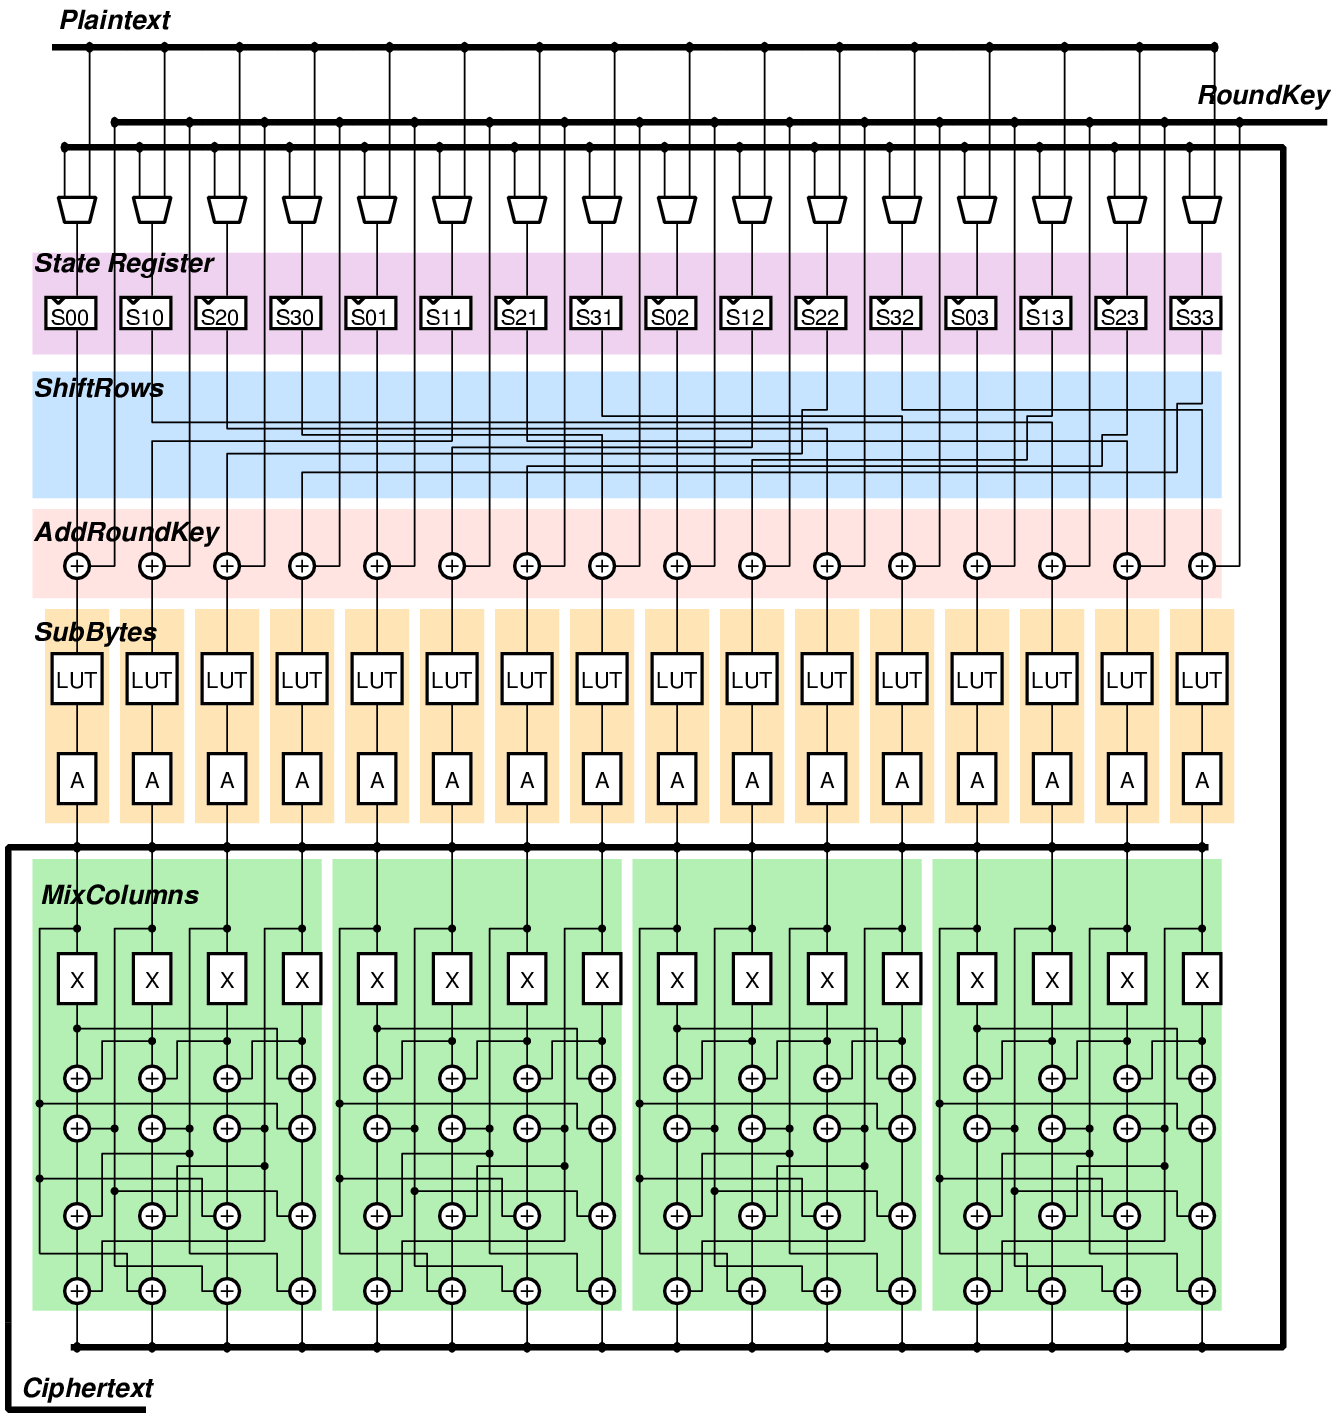 Plaintext
RoundKey
State Register
S00 S10 S20 S30 S01 S11 S21 S31 S02 S12 S22 S32 S03 S13 S23 S33
ShiftRows
AddRoundKey
+ + + + + + + + + + + + + + + +
SubBytes
LUT LUT LUT LUT LUT LUT LUT LUT LUT LUT LUT LUT LUT LUT LUT LUT
A A A A A A A A A A A A A A A A
MixColumns
X X X X X X X X X X X X X X X X
+ + + + + + + + + + + + + + + +
+ + + + + + + + + + + + + + + +
+ + + + + + + + + + + + + + + +
+ + + + + + + + + + + + + + + +
Ciphertext